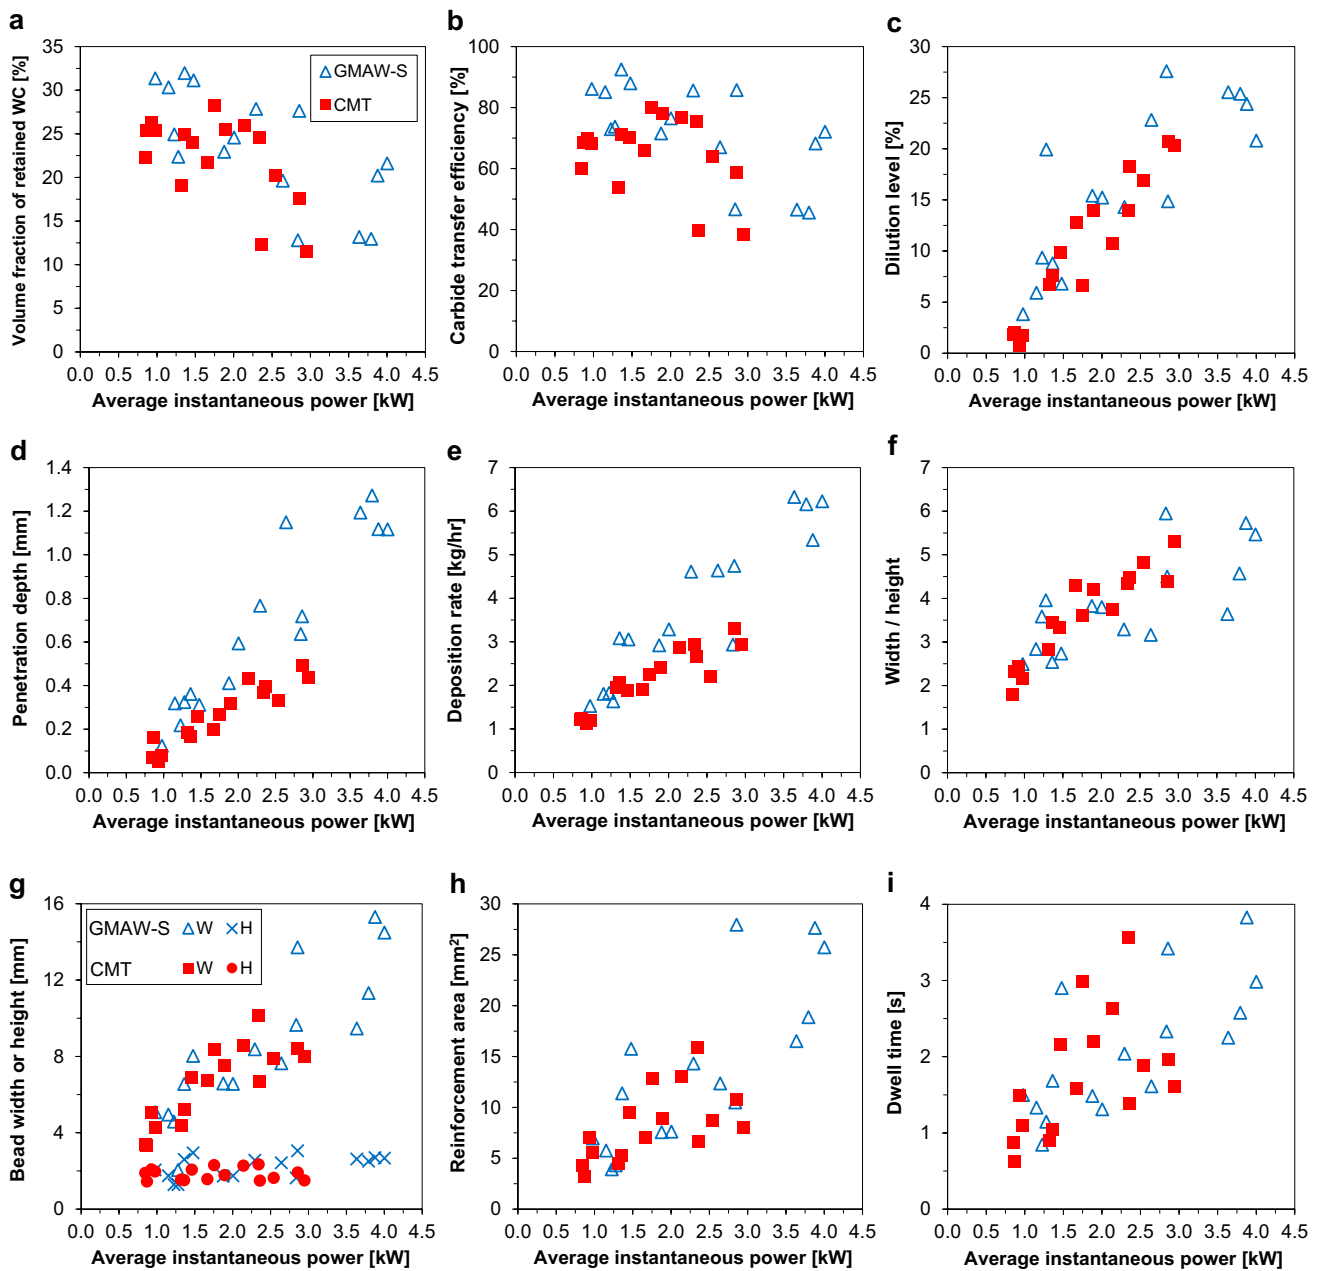 a
Volume fraction of retained WC [%]
35
30
25
20
15
10
5
0
GMAW-S
CMT
0.0 0.5 1.0 1.5 2.0 2.5 3.0 3.5 4.0 4.5
Average instantaneous power [kW]
b
Carbide transfer efficiency [%]
100
80
60
40
20
0
0.0 0.5 1.0 1.5 2.0 2.5 3.0 3.5 4.0 4.5
Average instantaneous power [kW]
c
Dilution level [%]
30
25
20
15
10
5
0
0.0 0.5 1.0 1.5 2.0 2.5 3.0 3.5 4.0 4.5
Average instantaneous power [kW]
d
Penetration depth [mm]
1.4
1.2
1.0
0.8
0.6
0.4
0.2
0.0
0.0 0.5 1.0 1.5 2.0 2.5 3.0 3.5 4.0 4.5
Average instantaneous power [kW]
e
Deposition rate [kg/hr]
7
6
5
4
3
2
1
0
0.0 0.5 1.0 1.5 2.0 2.5 3.0 3.5 4.0 4.5
Average instantaneous power [kW]
f
Width / height
7
6
5
4
3
2
1
0
0.0 0.5 1.0 1.5 2.0 2.5 3.0 3.5 4.0 4.5
Average instantaneous power [kW]
g
Bead width or height [mm]
16
12
8
4
0
GMAW-S W H
CMT W H
0.0 0.5 1.0 1.5 2.0 2.5 3.0 3.5 4.0 4.5
Average instantaneous power [kW]
h
Reinforcement area [mm²]
30
25
20
15
10
5
0
0.0 0.5 1.0 1.5 2.0 2.5 3.0 3.5 4.0 4.5
Average instantaneous power [kW]
i
Dwell time [s]
4
3
2
1
0
0.0 0.5 1.0 1.5 2.0 2.5 3.0 3.5 4.0 4.5
Average instantaneous power [kW]